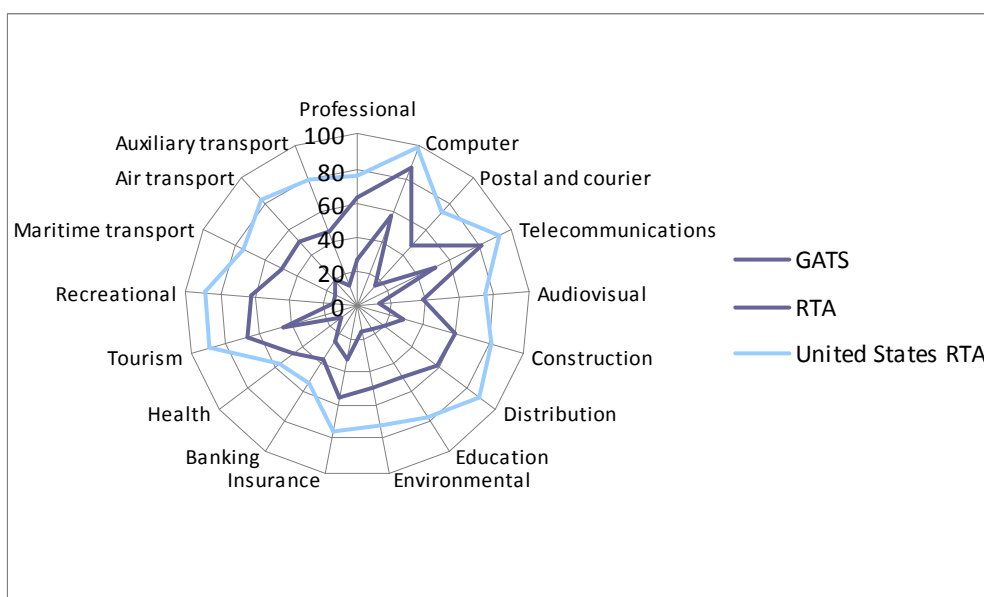 Professional
Auxiliary transport
Computer
Air transport
Postal and courier
Maritime transport
Telecommunications
Recreational
Audiovisual
Tourism
Construction
Health
Distribution
Banking
Education
Insurance
Environmental
100
80
60
40
20
0
GATS
RTA
United States RTA